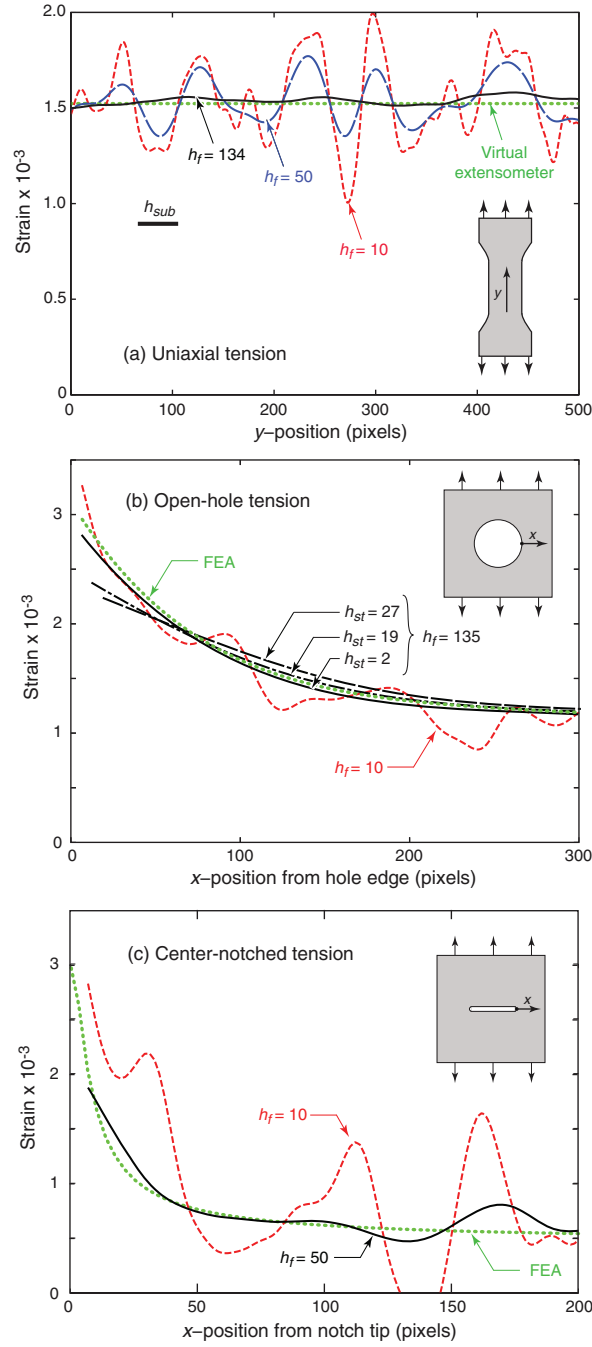 2.0
1.5
1.0
0.5
0
Strain x 10-3
hf = 134
hf = 50
hf = 10
hsub
Virtual
extensometer
y
(a) Uniaxial tension
0 100 200 300 400 500
y–position (pixels)
3
2
1
0
Strain x 10-3
(b) Open-hole tension
FEA
x
hst = 27
hst = 19
hst = 2
hf = 135
hf = 10
0 100 200 300
x–position from hole edge (pixels)
3
2
1
0
Strain x 10-3
(c) Center-notched tension
x
hf = 10
hf = 50
FEA
0 50 100 150 200
x–position from notch tip (pixels)